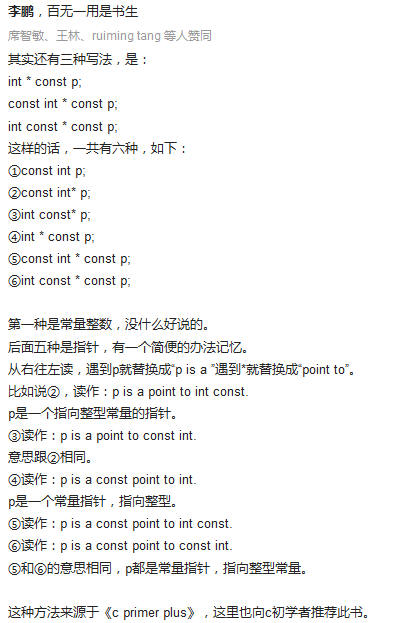 李鹏，百无一用是书生
席智敏、王林、ruiming tang 等人赞同
其实还有三种写法，是：
int * const p;
const int * const p;
int const * const p;
这样的话，一共有六种，如下：
①const int p;
②const int* p;
③int const* p;
④int * const p;
⑤const int * const p;
⑥int const * const p;
第一种是常量整数，没什么好说的。
后面五种是指针，有一个简便的办法记忆。
从右往左读，遇到p就替换成“p is a ”遇到*就替换成“point to”。
比如说②，读作：p is a point to int const.
p是一个指向整型常量的指针。
③读作：p is a point to const int.
意思跟②相同。
④读作：p is a const point to int.
p是一个常量指针，指向整型。
⑤读作：p is a const point to int const.
⑥读作：p is a const point to const int.
⑤和⑥的意思相同，p都是常量指针，指向整型常量。
这种方法来源于《c primer plus》，这里也向c初学者推荐此书。